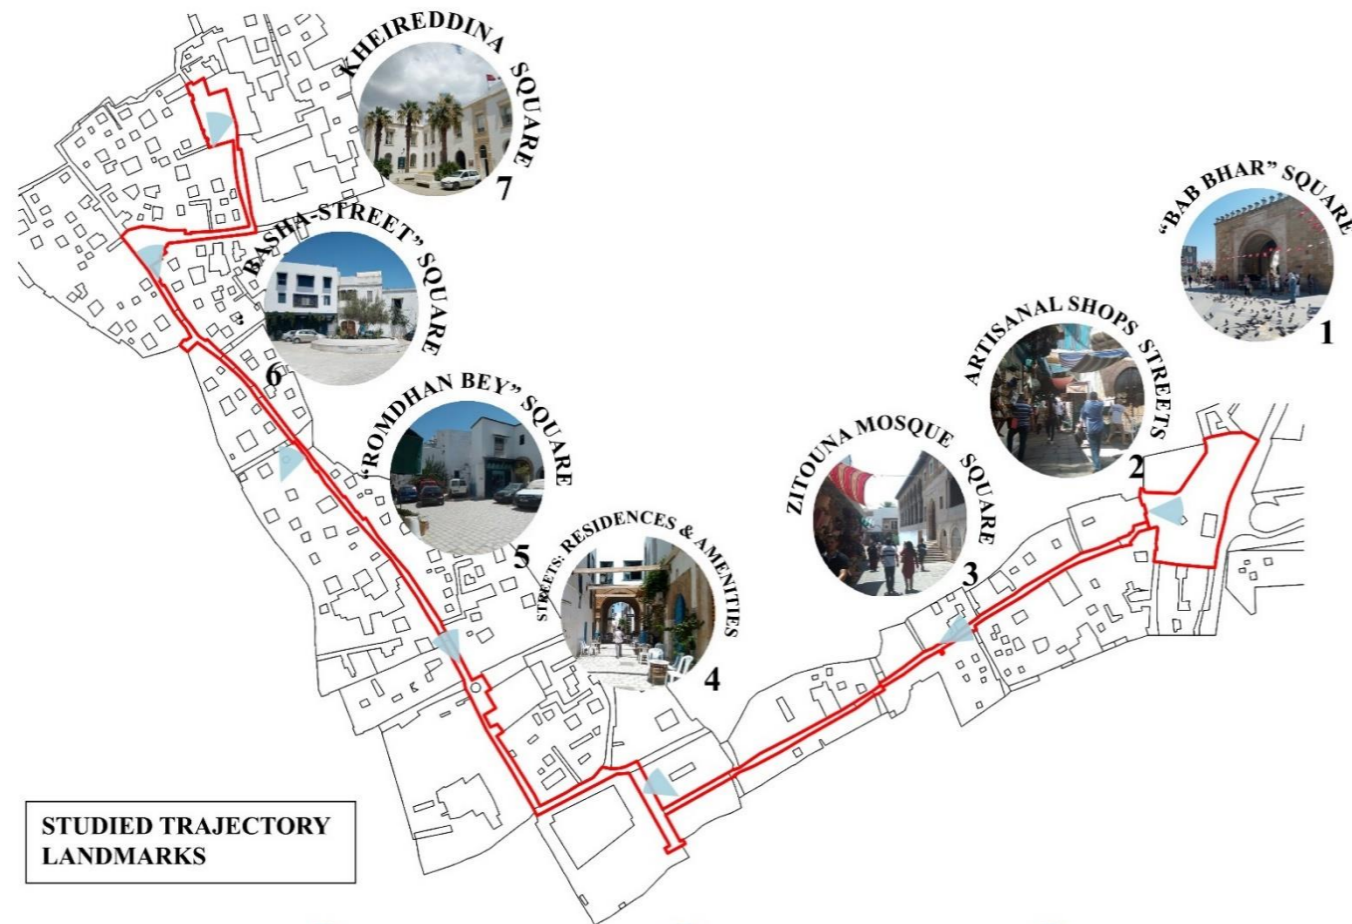 KHEIREDDINA SQUARE
7
BASHA-STREET” SQUARE
6
“ROMDHAN BEY” SQUARE
5
STREETS: RESIDENCES & AMENITIES
4
ZITOUNA MOSQUE SQUARE
3
ARTISANAL SHOPS STREETS
2
“BAB BHAR” SQUARE
1
STUDIED TRAJECTORY
LANDMARKS